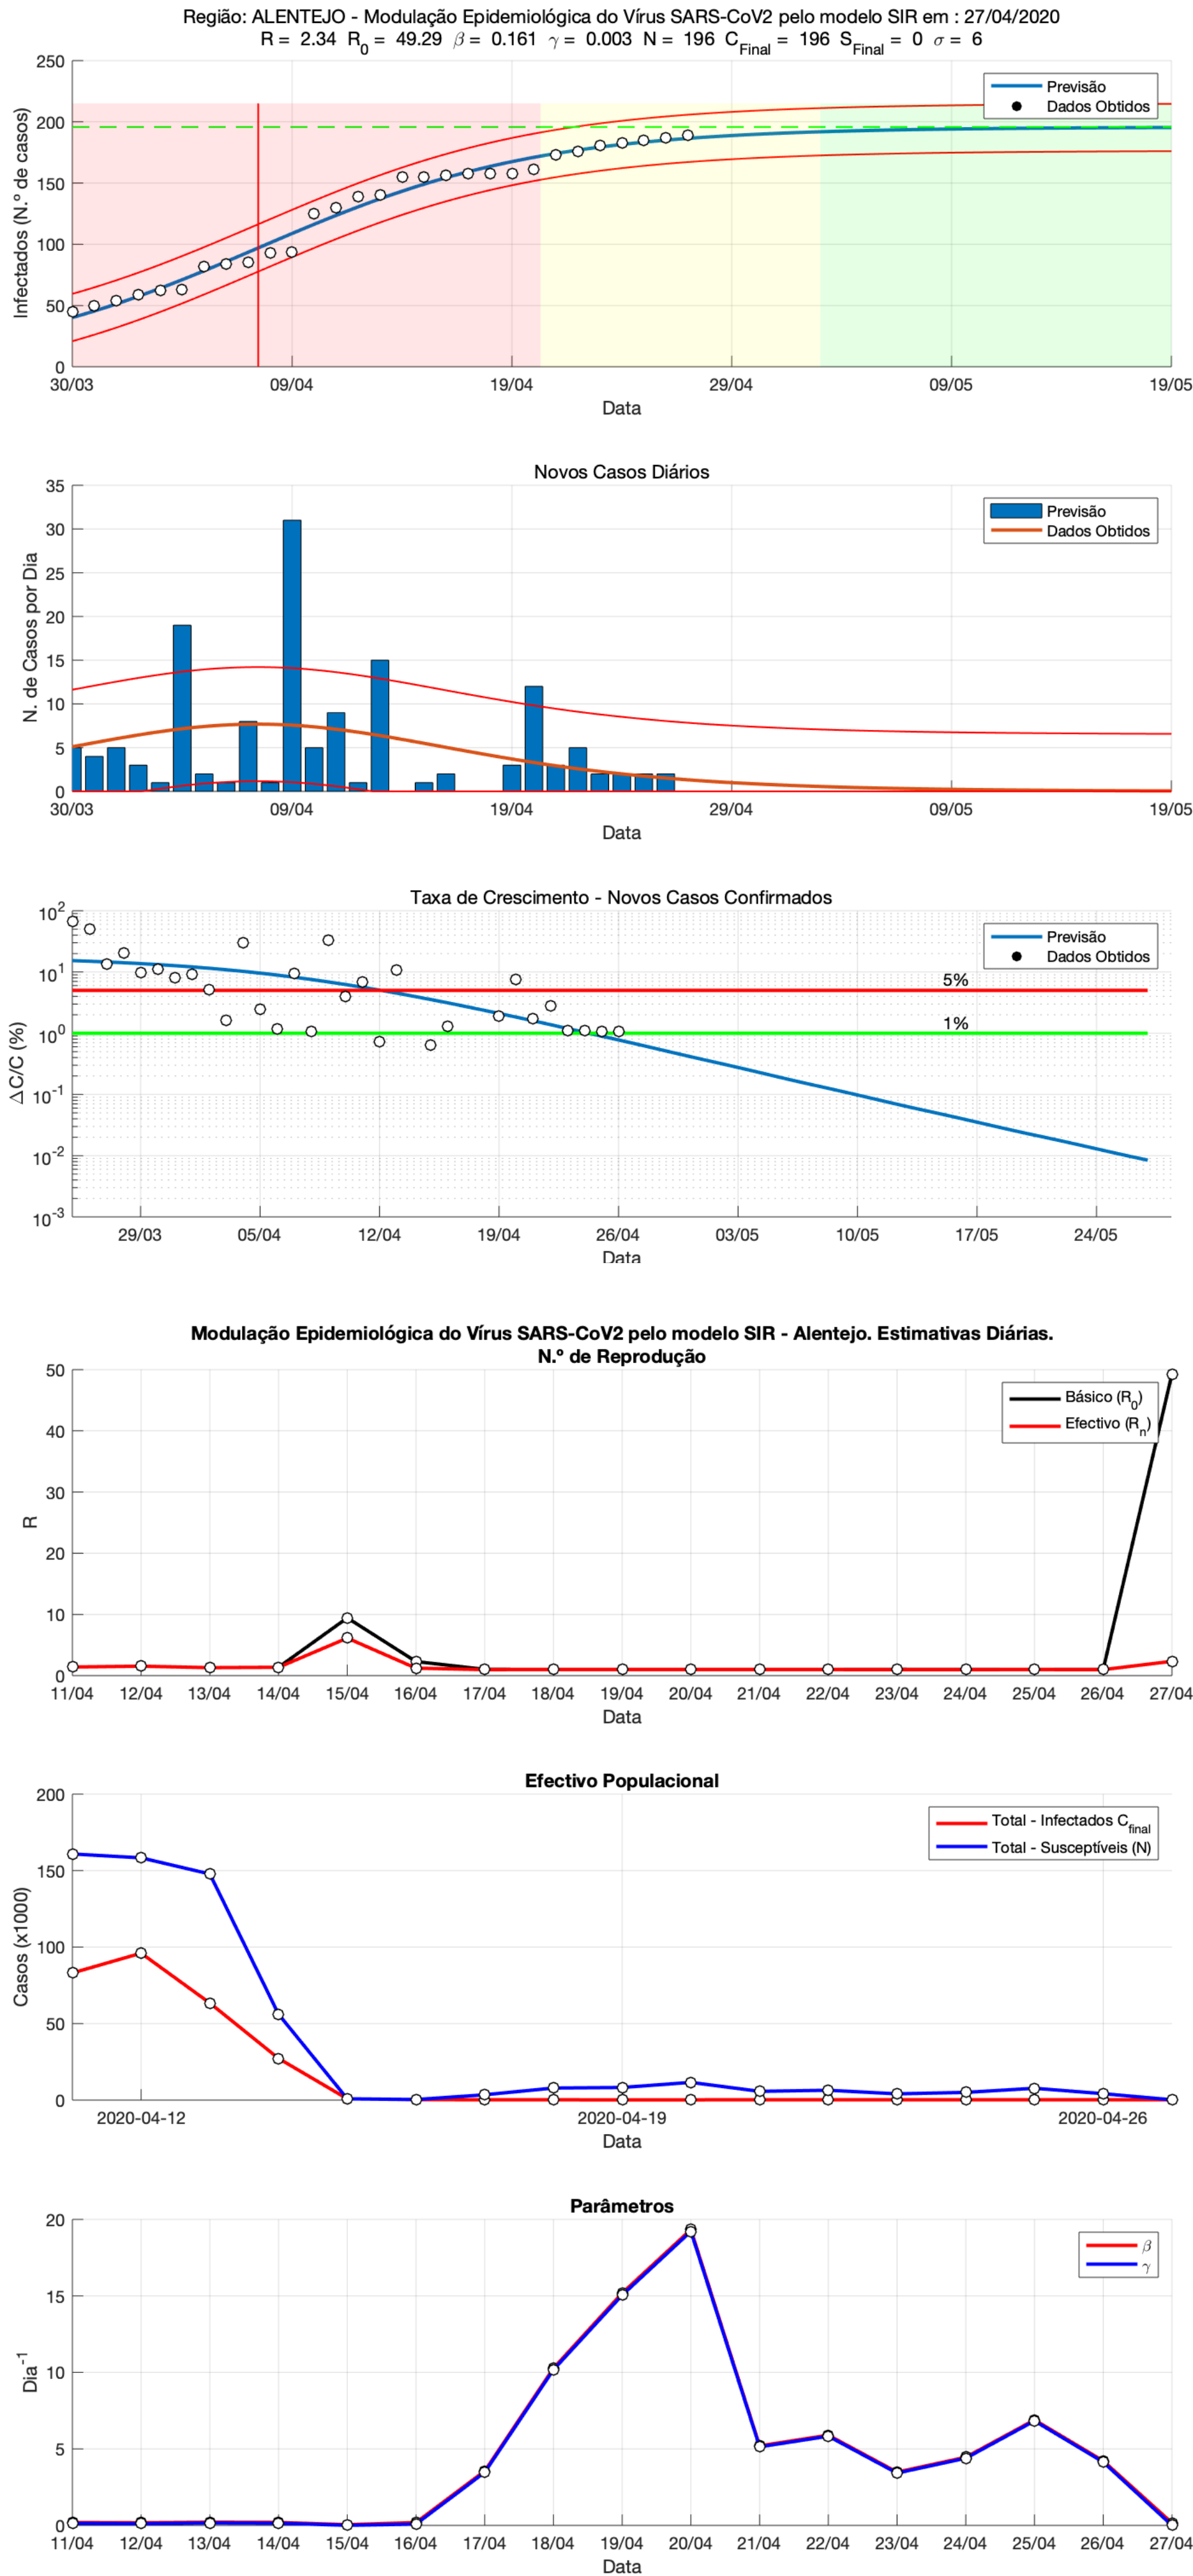 Região: ALENTEJO - Modulação Epidemiológica do Vírus SARS-CoV2 pelo modelo SIR em : 27/04/2020
R = 2.34 R0 = 49.29 β = 0.161 γ = 0.003 N = 196 CFinal = 196 SFinal = 0 σ = 6
250
200
150
100
50
0
Infectados (N.º de casos)
Previsão
Dados Obtidos
30/03 09/04 19/04 29/04 09/05 19/05
Data
Novos Casos Diários
35
30
25
20
15
10
5
0
N. de Casos por Dia
Previsão
Dados Obtidos
30/03 09/04 19/04 29/04 09/05 19/05
Data
Taxa de Crescimento - Novos Casos Confirmados
10^2
10^1
10^0
10^-1
10^-2
10^-3
ΔC/C (%)
Previsão
Dados Obtidos
5%
1%
29/03 05/04 12/04 19/04 26/04 03/05 10/05 17/05 24/05
Data
Modulação Epidemiológica do Vírus SARS-CoV2 pelo modelo SIR - Alentejo. Estimativas Diárias.
N.º de Reprodução
50
40
30
20
10
0
R
Básico (R0)
Efectivo (Rn)
11/04 12/04 13/04 14/04 15/04 16/04 17/04 18/04 19/04 20/04 21/04 22/04 23/04 24/04 25/04 26/04 27/04
Data
Efectivo Populacional
200
150
100
50
0
Casos (x1000)
Total - Infectados Cfinal
Total - Susceptíveis (N)
2020-04-12 2020-04-19 2020-04-26
Data
Parâmetros
20
15
10
5
0
Dia^-1
β
γ
11/04 12/04 13/04 14/04 15/04 16/04 17/04 18/04 19/04 20/04 21/04 22/04 23/04 24/04 25/04 26/04 27/04
Data